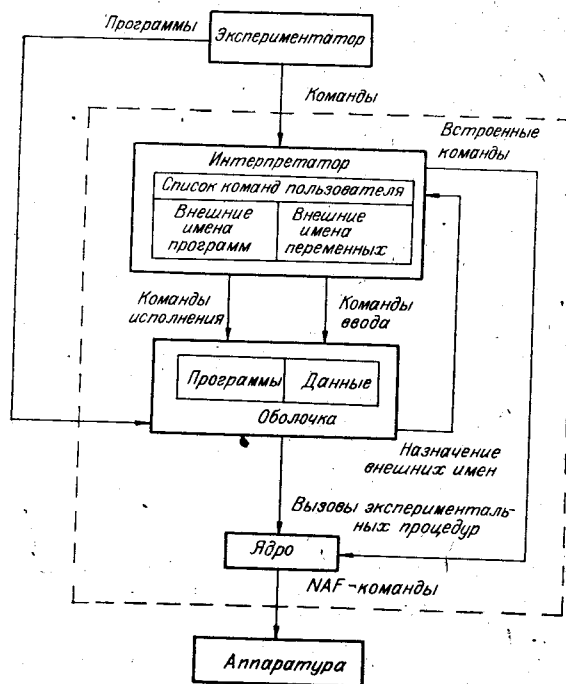 Программы
Экспериментатор
Команды
Встроенные
команды
Интерпретатор
Список команд пользователя
Внешние
имена
программ
Внешние
имена
переменных
Команды
исполнения
Команды
ввода
Программы
Данные
Оболочка
Назначение
внешних имен
Вызовы эксперименталь-
ных процедур
Ядро
NAF-команды
Аппаратура